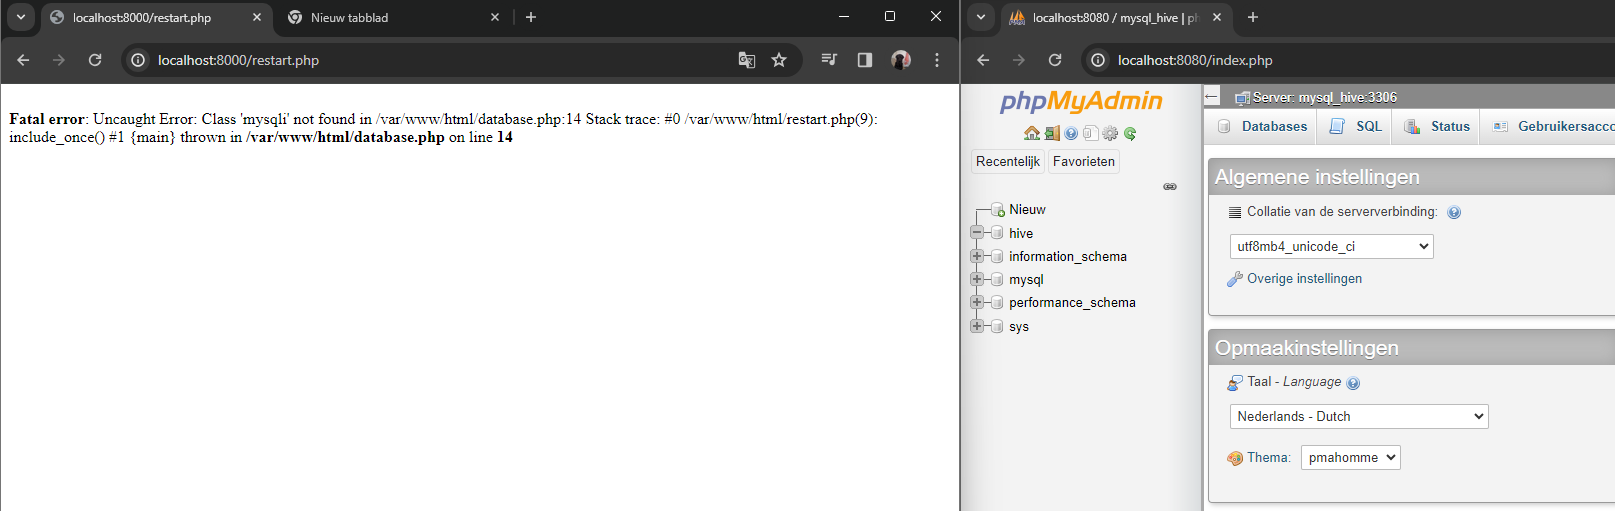 localhost:8000/restart.php
Nieuw tabblad
localhost:8000/restart.php
Fatal error: Uncaught Error: Class 'mysqli' not found in /var/www/html/database.php:14 Stack trace: #0 /var/www/html/restart.php(9):
include_once() #1 {main} thrown in /var/www/html/database.php on line 14
localhost:8080 / mysql_hive | ph
localhost:8080/index.php
phpMyAdmin
Recentelijk Favorieten
Nieuw
hive
information_schema
mysql
performance_schema
sys
Server: mysql_hive:3306
Databases SQL Status Gebruikersacco
Algemene instellingen
Collatie van de serververbinding:
utf8mb4_unicode_ci
Overige instellingen
Opmaakinstellingen
Taal - Language
Nederlands - Dutch
Thema: pmahomme